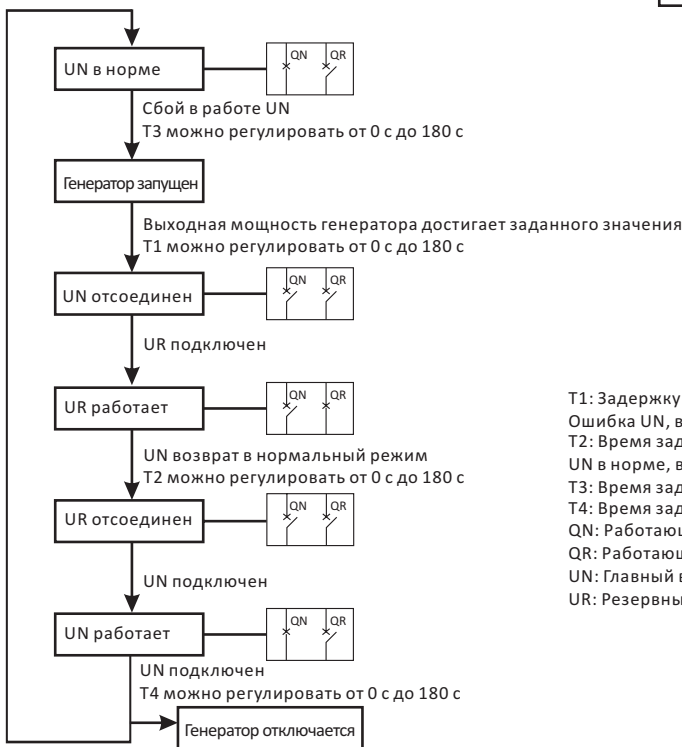 UN в норме
QN QR
Сбой в работе UN
T3 можно регулировать от 0 с до 180 с
Генератор запущен
Выходная мощность генератора достигает заданного значения
T1 можно регулировать от 0 с до 180 с
UN отсоединен
QN QR
UR подключен
UR работает
QN QR
UN возврат в нормальный режим
T2 можно регулировать от 0 с до 180 с
UR отсоединен
QN QR
UN подключен
UN работает
QN QR
UN подключен
T4 можно регулировать от 0 с до 180 с
Генератор отключается
T1: Задержку
Ошибка UN, в
T2: Время зад
UN в норме, в
T3: Время зад
T4: Время зад
QN: Работаю
QR: Работаю
UN: Главный
UR: Резервны